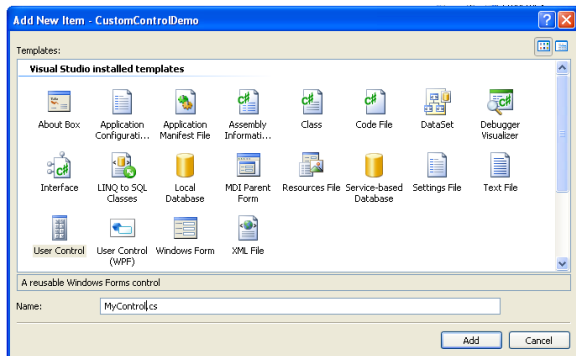 Add New Item - CustomControlDemo
Templates:
Visual Studio installed templates
About Box
Application Configurati...
Application Manifest File
Assembly Informati...
Class
Code File
DataSet
Debugger Visualizer
Interface
LINQ to SQL Classes
Local Database
MDI Parent Form
Resources File
Service-based Database
Settings File
Text File
User Control
User Control (WPF)
Windows Form
XML File
A reusable Windows Forms control
Name:
MyControl.cs
Add
Cancel